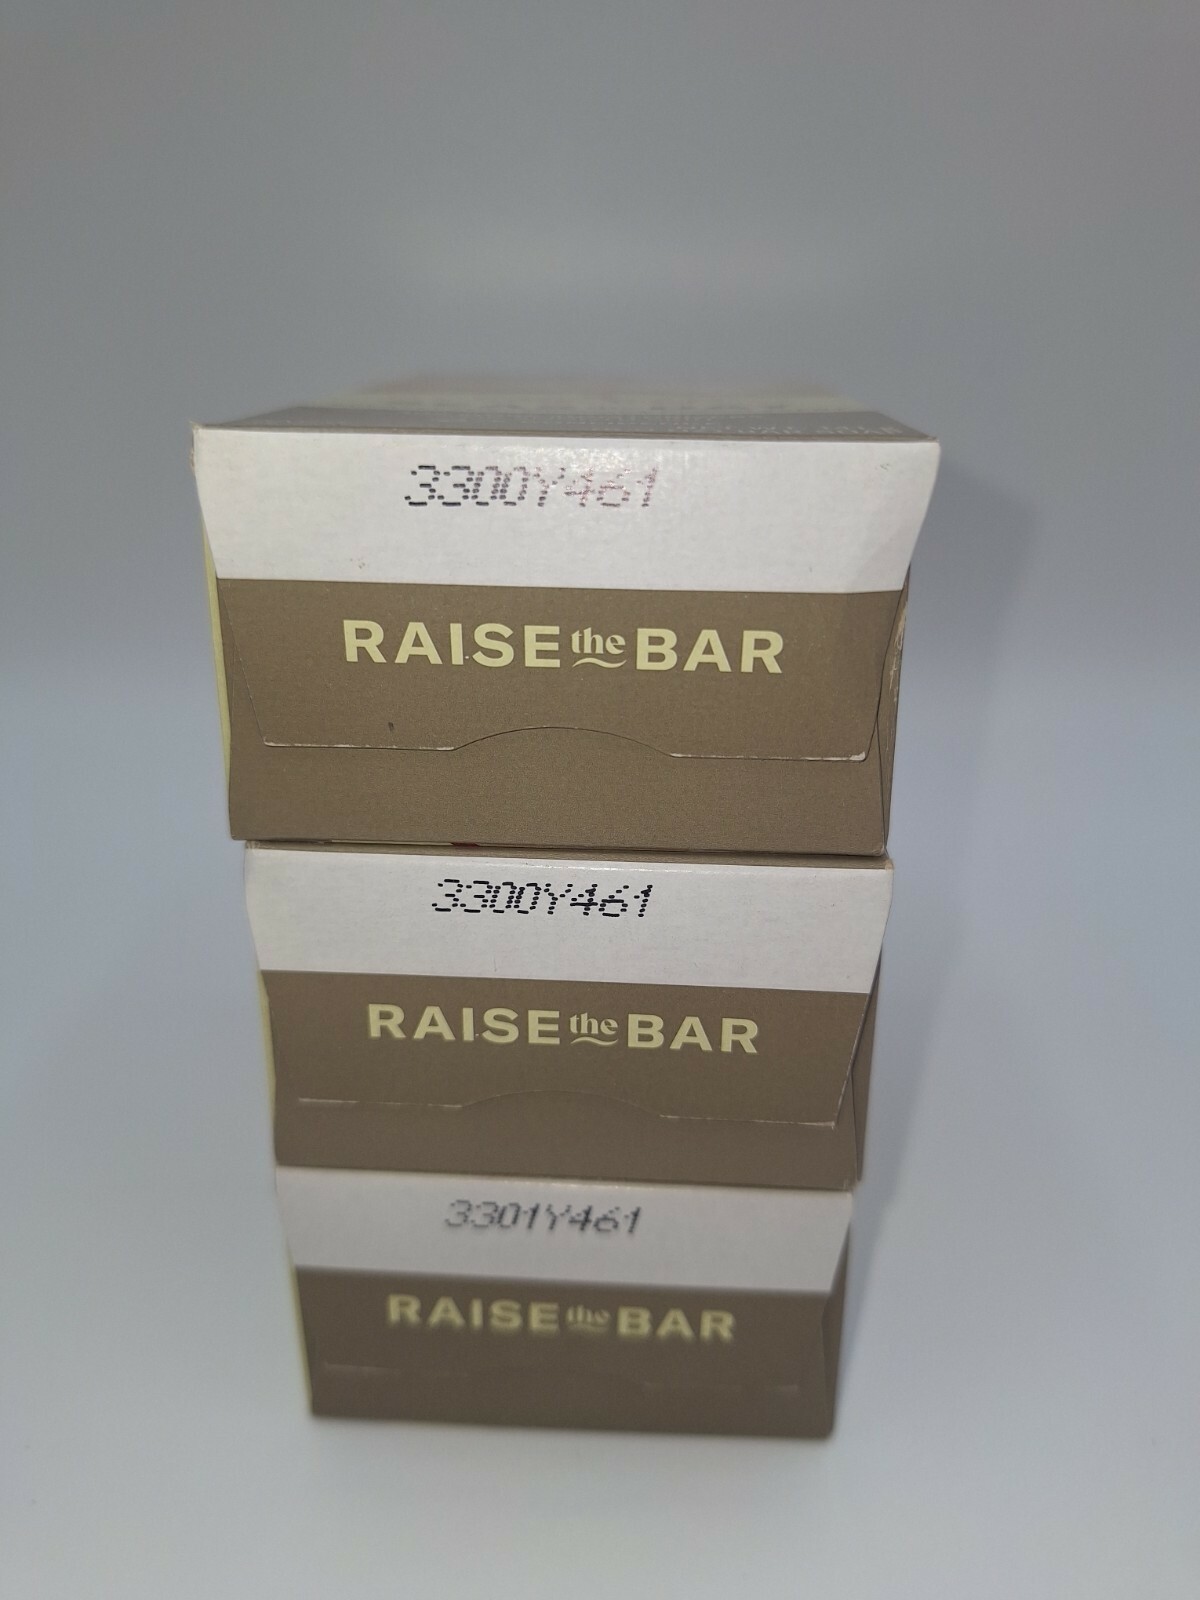 3300Y461
RAISE the BAR
3300Y461
RAISE the BAR
3301Y461
RAISE the BAR